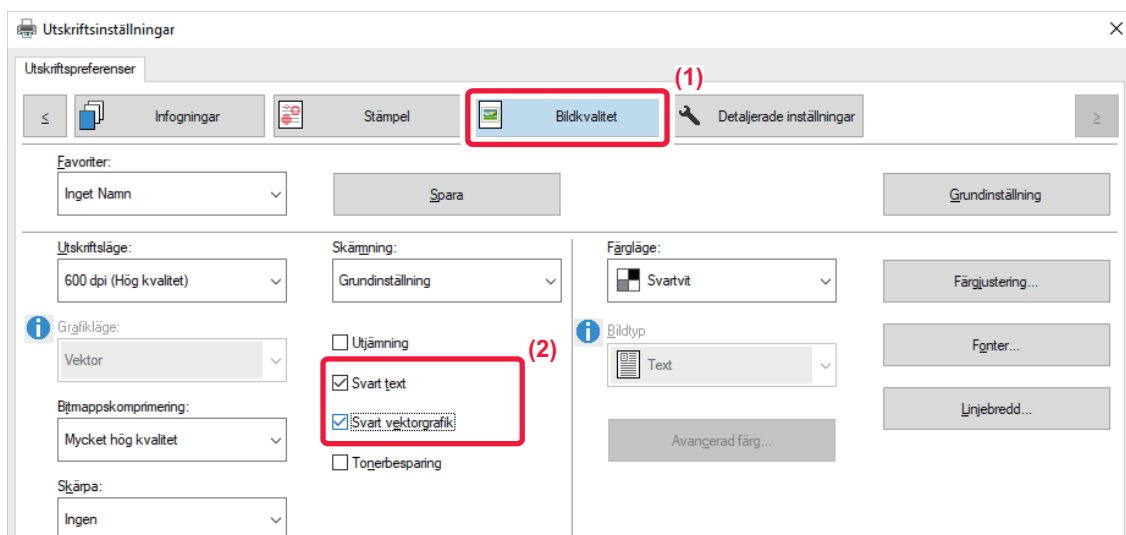 Utskriftsinställningar
Utskriftspreferenser
(1)
≤ Infogningar Stämpel Bildkvalitet Detaljerade inställningar ≥
Favoriter:
Inget Namn Spara Grundinställning
Utskriftsläge: Skärmning: Färgläge:
600 dpi (Hög kvalitet) Grundinställning Svartvit Färgjustering...
Grafikläge: Utjämning (2) Bildtyp
Vektor Text Fonter...
Svart text
Bitmappskomprimering: Svart vektorgrafik Linjebredd...
Mycket hög kvalitet Avancerad färg...
Tonerbesparing
Skärpa:
Ingen